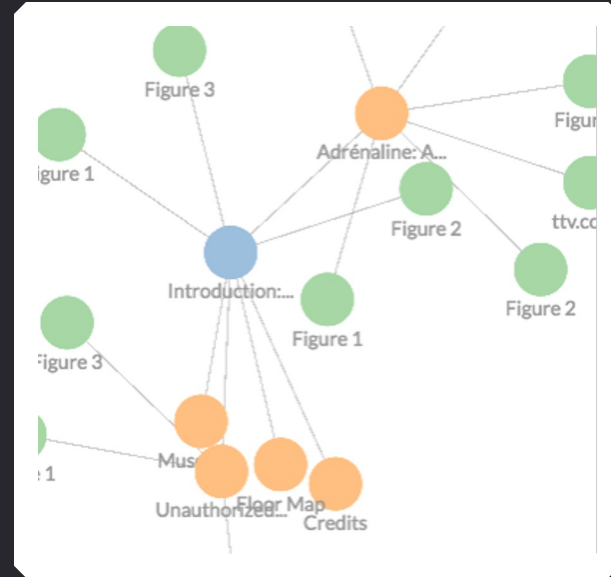 Figure 3
Figur
Adrénaline: A...
igure 1
ttv.co
Figure 2
Introduction:...
Figure 2
Figure 1
Figure 3
Mus
1
Unauthorized...
Floor Map
Credits